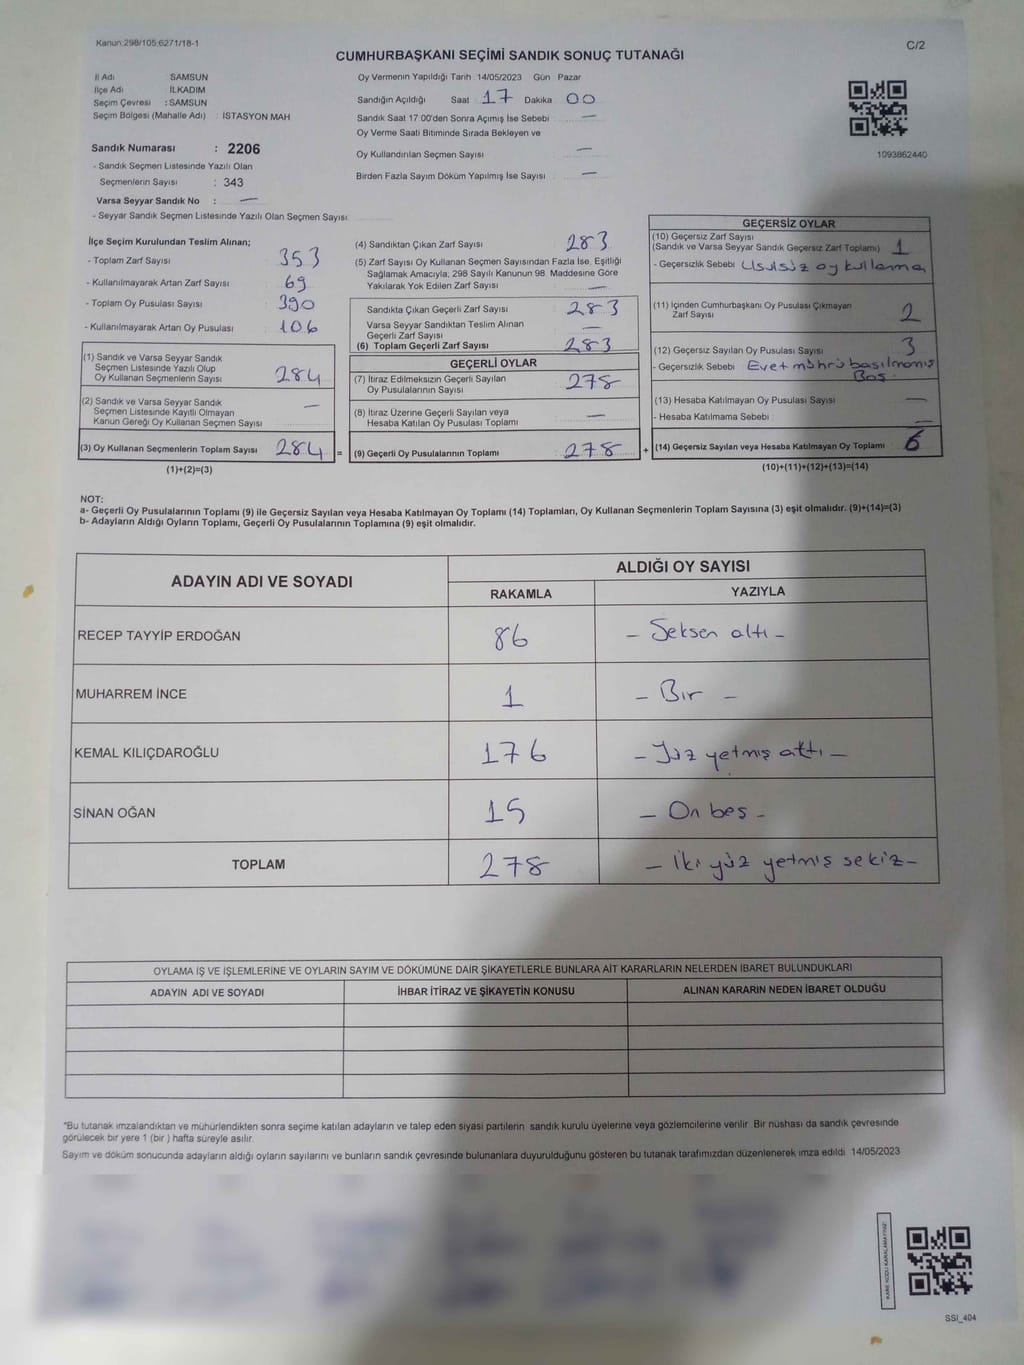 Kanun:298/105;6271/18-1
C/2
CUMHURBAŞKANI SEÇİMİ SANDIK SONUÇ TUTANAĞI
İl Adı SAMSUN
İlçe Adı İLKADIM
Seçim Çevresi : SAMSUN
Seçim Bölgesi (Mahalle Adı) : İSTASYON MAH
Sandık Numarası : 2206
- Sandık Seçmen Listesinde Yazılı Olan
Seçmenlerin Sayısı : 343
Varsa Seyyar Sandık No : —
- Seyyar Sandık Seçmen Listesinde Yazılı Olan Seçmen Sayısı:
Oy Vermenin Yapıldığı Tarih : 14/05/2023 Gün : Pazar
Sandığın Açıldığı Saat : 17 Dakika : 00
Sandık Saat 17:00'den Sonra Açımış İse Sebebi : —
Oy Verme Saati Bitiminde Sırada Bekleyen ve
Oy Kullandırılan Seçmen Sayısı : —
Birden Fazla Sayım Döküm Yapılmış İse Sayısı : —
1093862440
İlçe Seçim Kurulundan Teslim Alınan;
- Toplam Zarf Sayısı : 353
- Kullanılmayarak Artan Zarf Sayısı : 69
- Toplam Oy Pusulası Sayısı : 390
- Kullanılmayarak Artan Oy Pusulası : 106
(1) Sandık ve Varsa Seyyar Sandık
Seçmen Listesinde Yazılı Olup
Oy Kullanan Seçmenlerin Sayısı : 284
(2) Sandık ve Varsa Seyyar Sandık
Seçmen Listesinde Kayıtlı Olmayan
Kanun Gereği Oy Kullanan Seçmen Sayısı : —
(3) Oy Kullanan Seçmenlerin Toplam Sayısı : 284 =
(1)+(2)=(3)
(4) Sandıktan Çıkan Zarf Sayısı : 283
(5) Zarf Sayısı Oy Kullanan Seçmen Sayısından Fazla İse, Eşitliği
Sağlamak Amacıyla; 298 Sayılı Kanunun 98. Maddesine Göre
Yakılarak Yok Edilen Zarf Sayısı : —
Sandıkta Çıkan Geçerli Zarf Sayısı : 283
Varsa Seyyar Sandıktan Teslim Alınan
Geçerli Zarf Sayısı : —
(6) Toplam Geçerli Zarf Sayısı : 283
GEÇERLİ OYLAR
(7) İtiraz Edilmeksizin Geçerli Sayılan
Oy Pusulalarının Sayısı : 278
(8) İtiraz Üzerine Geçerli Sayılan veya
Hesaba Katılan Oy Pusulası Toplamı : —
(9) Geçerli Oy Pusulalarının Toplamı : 278 +
GEÇERSİZ OYLAR
(10) Geçersiz Zarf Sayısı
(Sandık ve Varsa Seyyar Sandık Geçersiz Zarf Toplamı) : 1
- Geçersizlik Sebebi : Usulsüz oy kullanma
(11) İçinden Cumhurbaşkanı Oy Pusulası Çıkmayan
Zarf Sayısı : 2
(12) Geçersiz Sayılan Oy Pusulası Sayısı : 3
- Geçersizlik Sebebi : Evet mührü basılmamış
Boş
(13) Hesaba Katılmayan Oy Pusulası Sayısı : —
- Hesaba Katılmama Sebebi : —
(14) Geçersiz Sayılan veya Hesaba Katılmayan Oy Toplamı : 6
(10)+(11)+(12)+(13)=(14)
NOT:
a- Geçerli Oy Pusulalarının Toplamı (9) ile Geçersiz Sayılan veya Hesaba Katılmayan Oy Toplamı (14) Toplamları, Oy Kullanan Seçmenlerin Toplam Sayısına (3) eşit olmalıdır. (9)+(14)=(3)
b- Adayların Aldığı Oyların Toplamı, Geçerli Oy Pusulalarının Toplamına (9) eşit olmalıdır.
ADAYIN ADI VE SOYADI ALDIĞI OY SAYISI
RAKAMLA YAZIYLA
RECEP TAYYİP ERDOĞAN 86 - Seksen altı -
MUHARREM İNCE 1 - Bir -
KEMAL KILIÇDAROĞLU 176 - Yüz yetmiş altı -
SİNAN OĞAN 15 - On beş -
TOPLAM 278 - İki yüz yetmiş sekiz -
OYLAMA İŞ VE İŞLEMLERİNE VE OYLARIN SAYIM VE DÖKÜMÜNE DAİR ŞİKAYETLERLE BUNLARA AİT KARARLARIN NELERDEN İBARET BULUNDUKLARI
ADAYIN ADI VE SOYADI İHBAR İTİRAZ VE ŞİKAYETİN KONUSU ALINAN KARARIN NEDEN İBARET OLDUĞU
*Bu tutanak imzalandıktan ve mühürlendikten sonra seçime katılan adayların ve talep eden siyasi partilerin sandık kurulu üyelerine veya gözlemcilerine verilir. Bir nüshası da sandık çevresinde
görülecek bir yere 1 (bir ) hafta süreyle asılır.
Sayım ve döküm sonucunda adayların aldığı oyların sayılarını ve bunların sandık çevresinde bulunanlara duyurulduğunu gösteren bu tutanak tarafımızdan düzenlenerek imza edildi. 14/05/2023
KARE KODU KARALAMAYINIZ
SSI_404